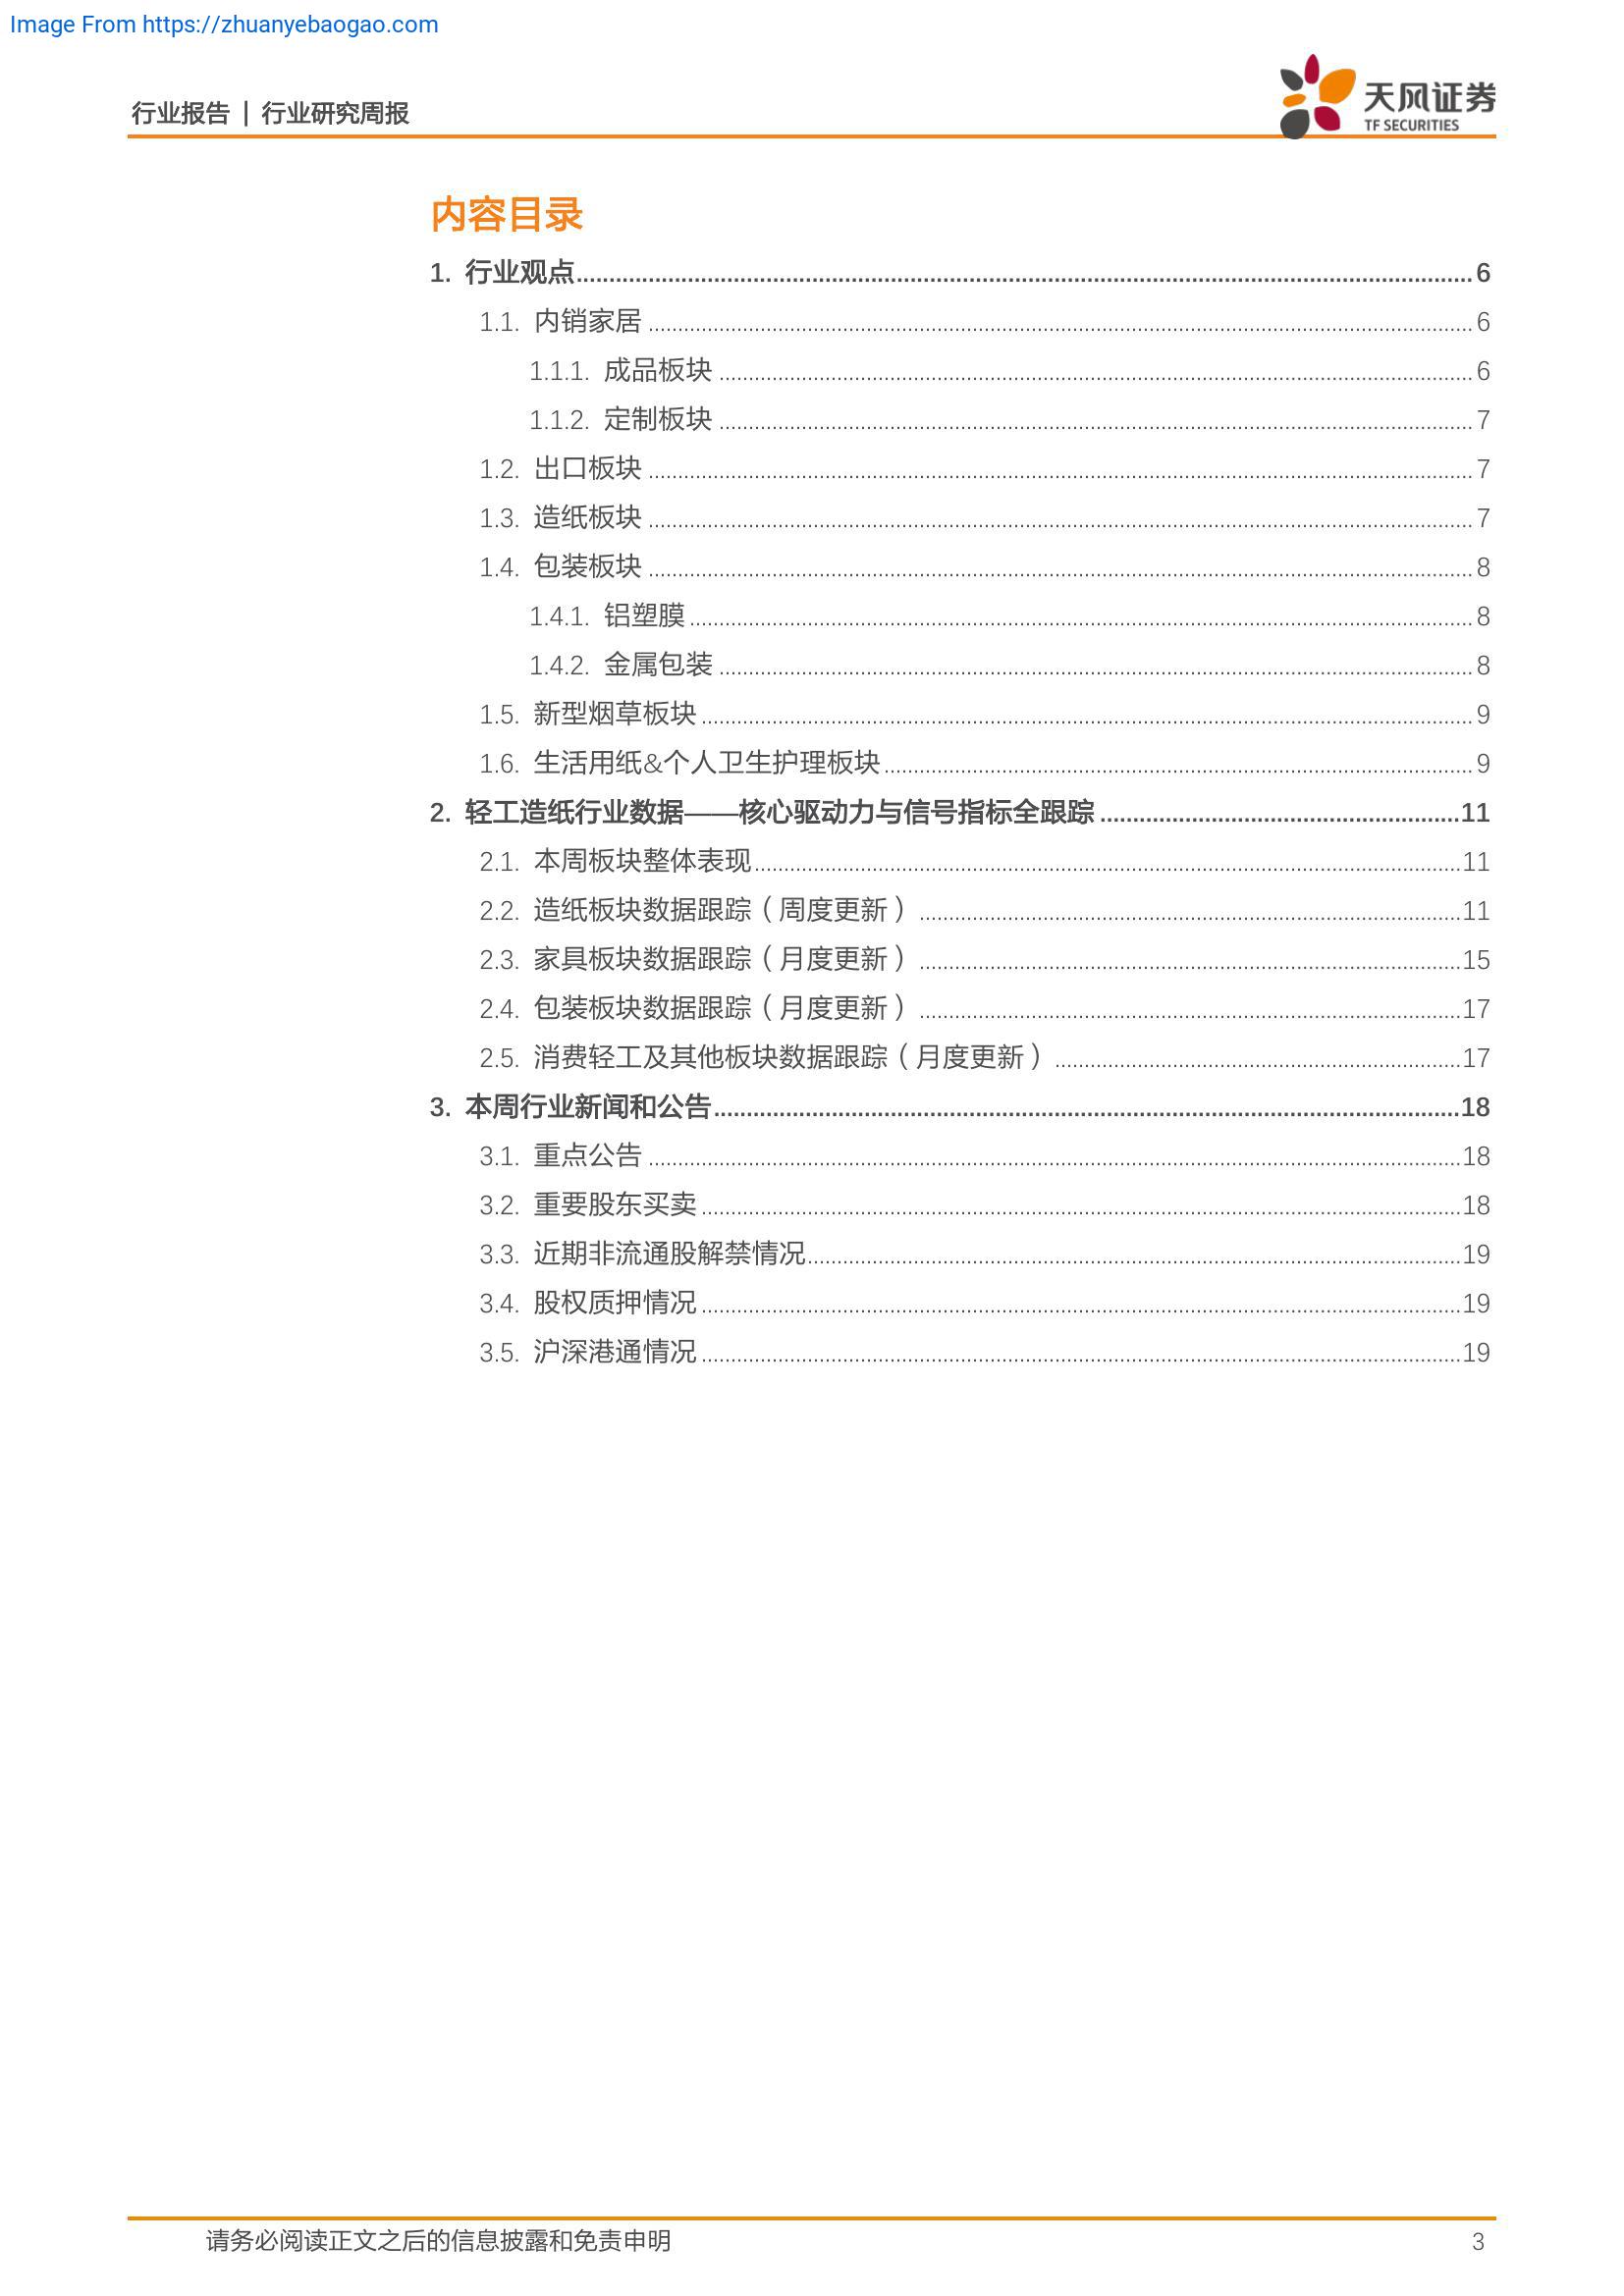 Image From https://zhuanyebaogao.com
行业报告 | 行业研究周报
天风证券
TF SECURITIES
内容目录
1. 行业观点 6
1.1. 内销家居 6
1.1.1. 成品板块 6
1.1.2. 定制板块 7
1.2. 出口板块 7
1.3. 造纸板块 7
1.4. 包装板块 8
1.4.1. 铝塑膜 8
1.4.2. 金属包装 8
1.5. 新型烟草板块 9
1.6. 生活用纸&个人卫生护理板块 9
2. 轻工造纸行业数据——核心驱动力与信号指标全跟踪 11
2.1. 本周板块整体表现 11
2.2. 造纸板块数据跟踪（周度更新） 11
2.3. 家具板块数据跟踪（月度更新） 15
2.4. 包装板块数据跟踪（月度更新） 17
2.5. 消费轻工及其他板块数据跟踪（月度更新） 17
3. 本周行业新闻和公告 18
3.1. 重点公告 18
3.2. 重要股东买卖 18
3.3. 近期非流通股解禁情况 19
3.4. 股权质押情况 19
3.5. 沪深港通情况 19
请务必阅读正文之后的信息披露和免责申明 3